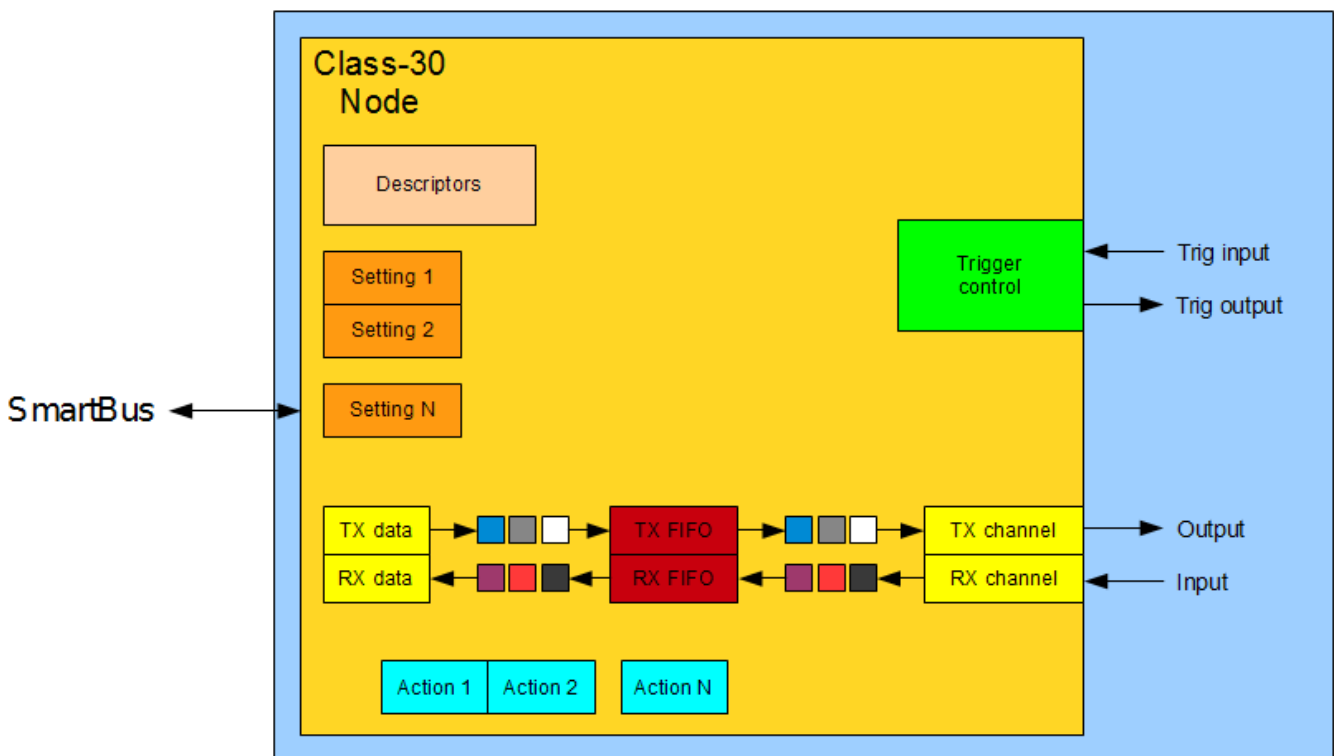 Class-30
Node
Descriptors
Setting 1
Setting 2
Setting N
SmartBus
Trigger
control
Trig input
Trig output
TX data
TX FIFO
TX channel
Output
RX data
RX FIFO
RX channel
Input
Action 1
Action 2
Action N